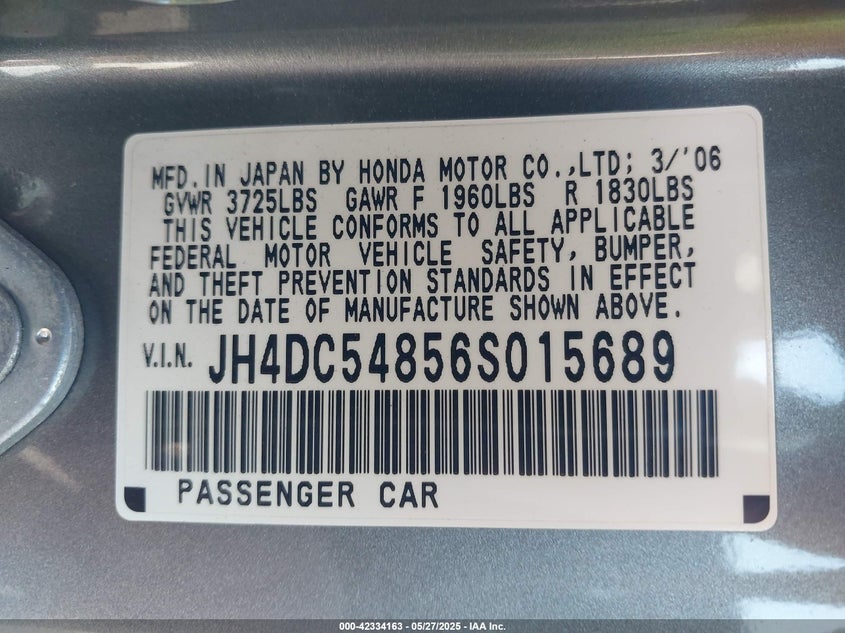 MFD. IN JAPAN BY HONDA MOTOR CO.,LTD; 3/'06
GVWR 3725LBS GAWR F 1960LBS R 1830LBS
THIS VEHICLE CONFORMS TO ALL APPLICABLE
FEDERAL MOTOR VEHICLE SAFETY, BUMPER,
AND THEFT PREVENTION STANDARDS IN EFFECT
ON THE DATE OF MANUFACTURE SHOWN ABOVE.
V.I.N. JH4DC54856S015689
PASSENGER CAR
000-42334163 - 05/27/2025 - IAA Inc.